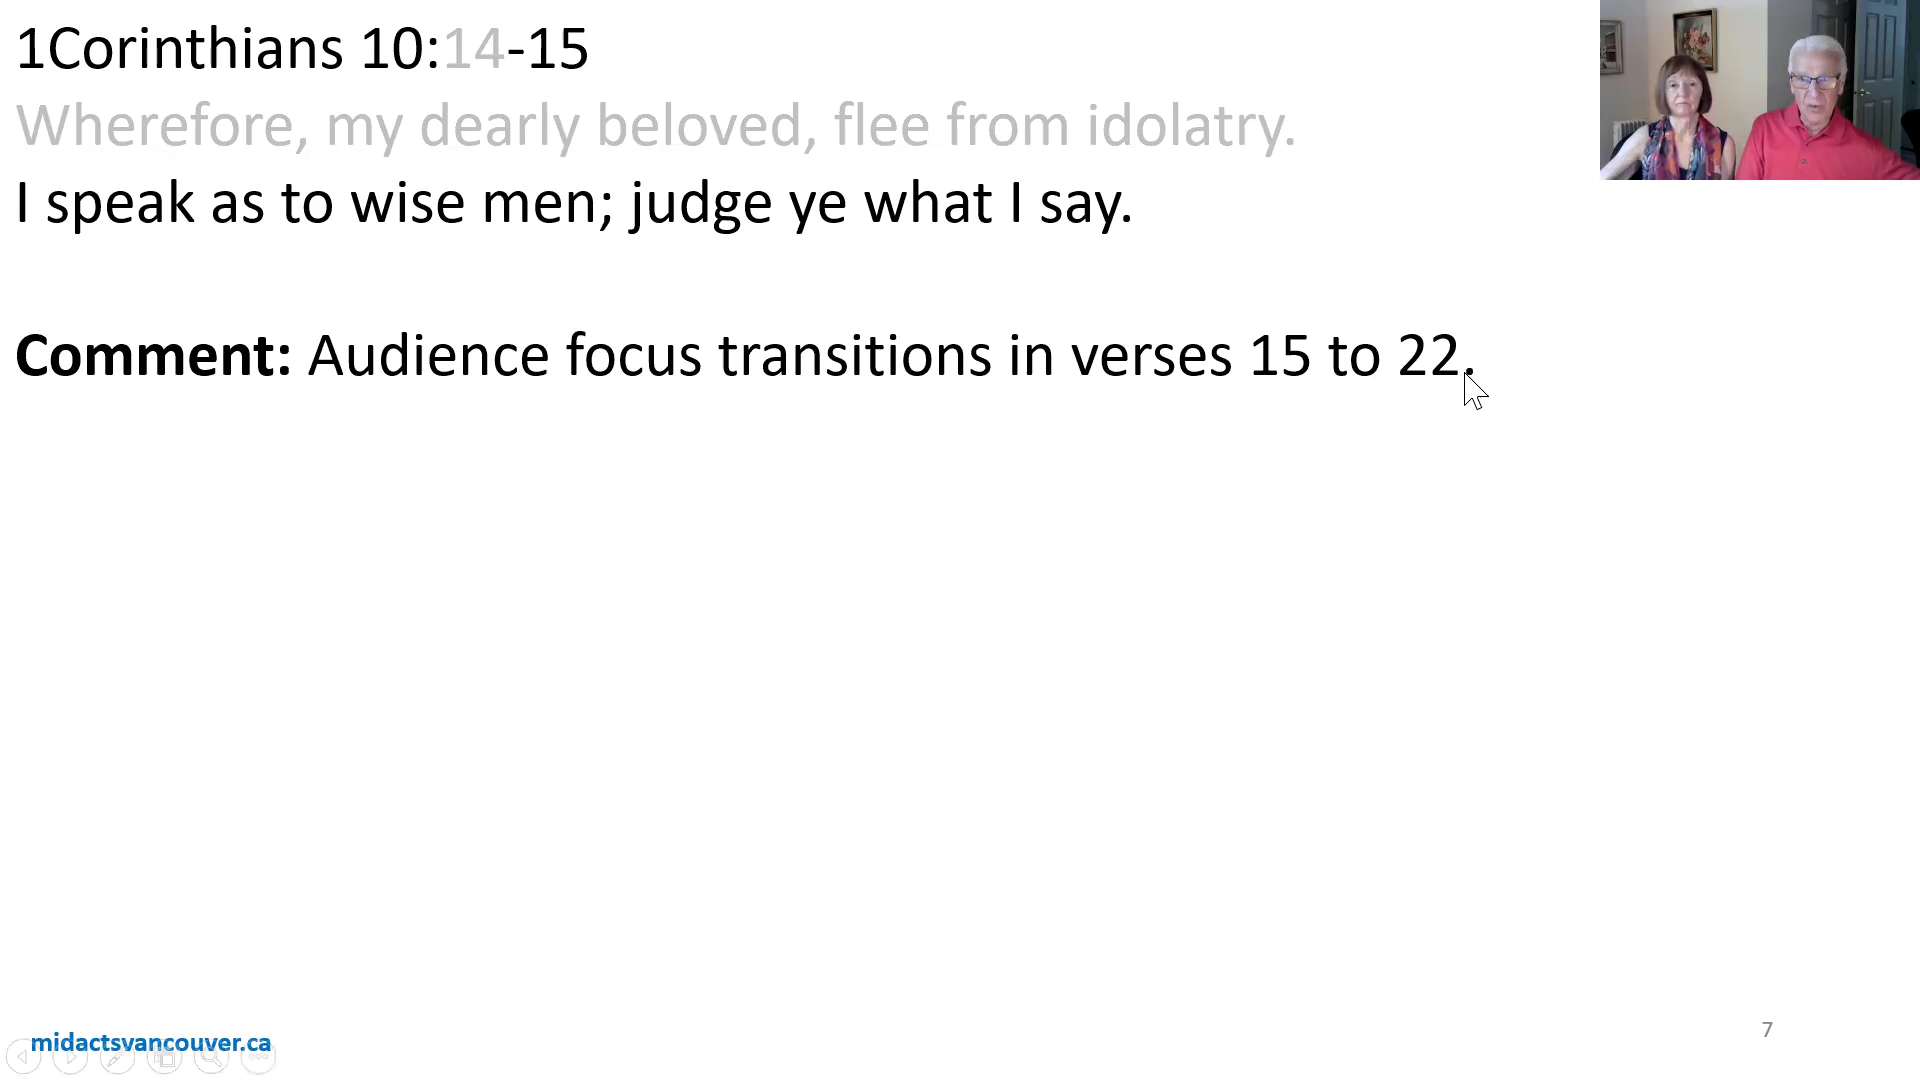 1Corinthians 10:14-15
Wherefore, my dearly beloved, flee from idolatry.
I speak as to wise men; judge ye what I say.
Comment: Audience focus transitions in verses 15 to 22.
midactsvancouver.ca
7